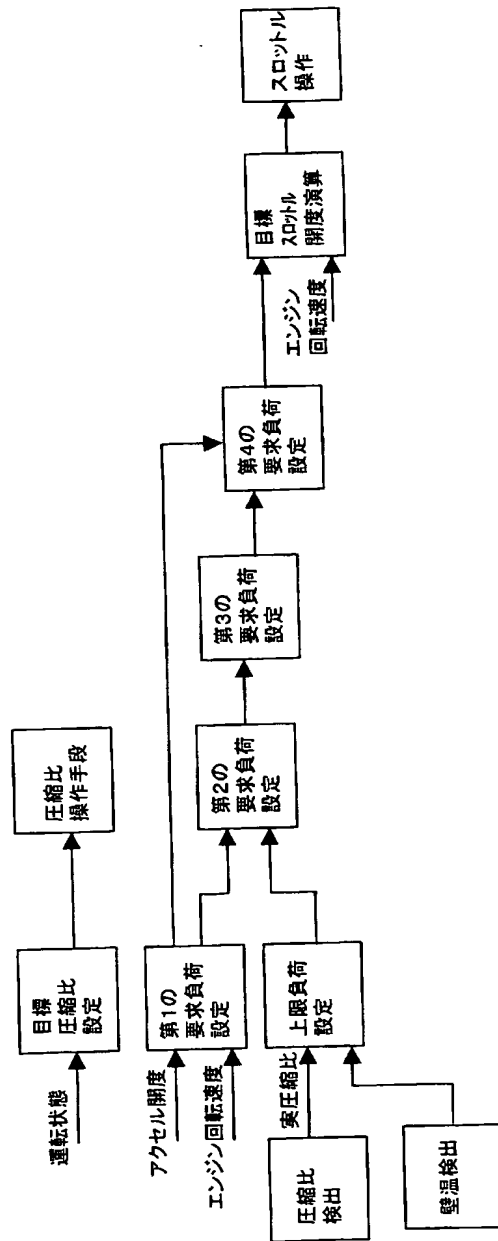 運転状態
目標
圧縮比
設定
圧縮比
操作手段
アクセル開度
エンジン回転速度
第1の
要求負荷
設定
圧縮比
検出
実圧縮比
壁温検出
上限負荷
設定
第2の
要求負荷
設定
第3の
要求負荷
設定
第4の
要求負荷
設定
エンジン
回転速度
目標
スロットル
開度演算
スロットル
操作